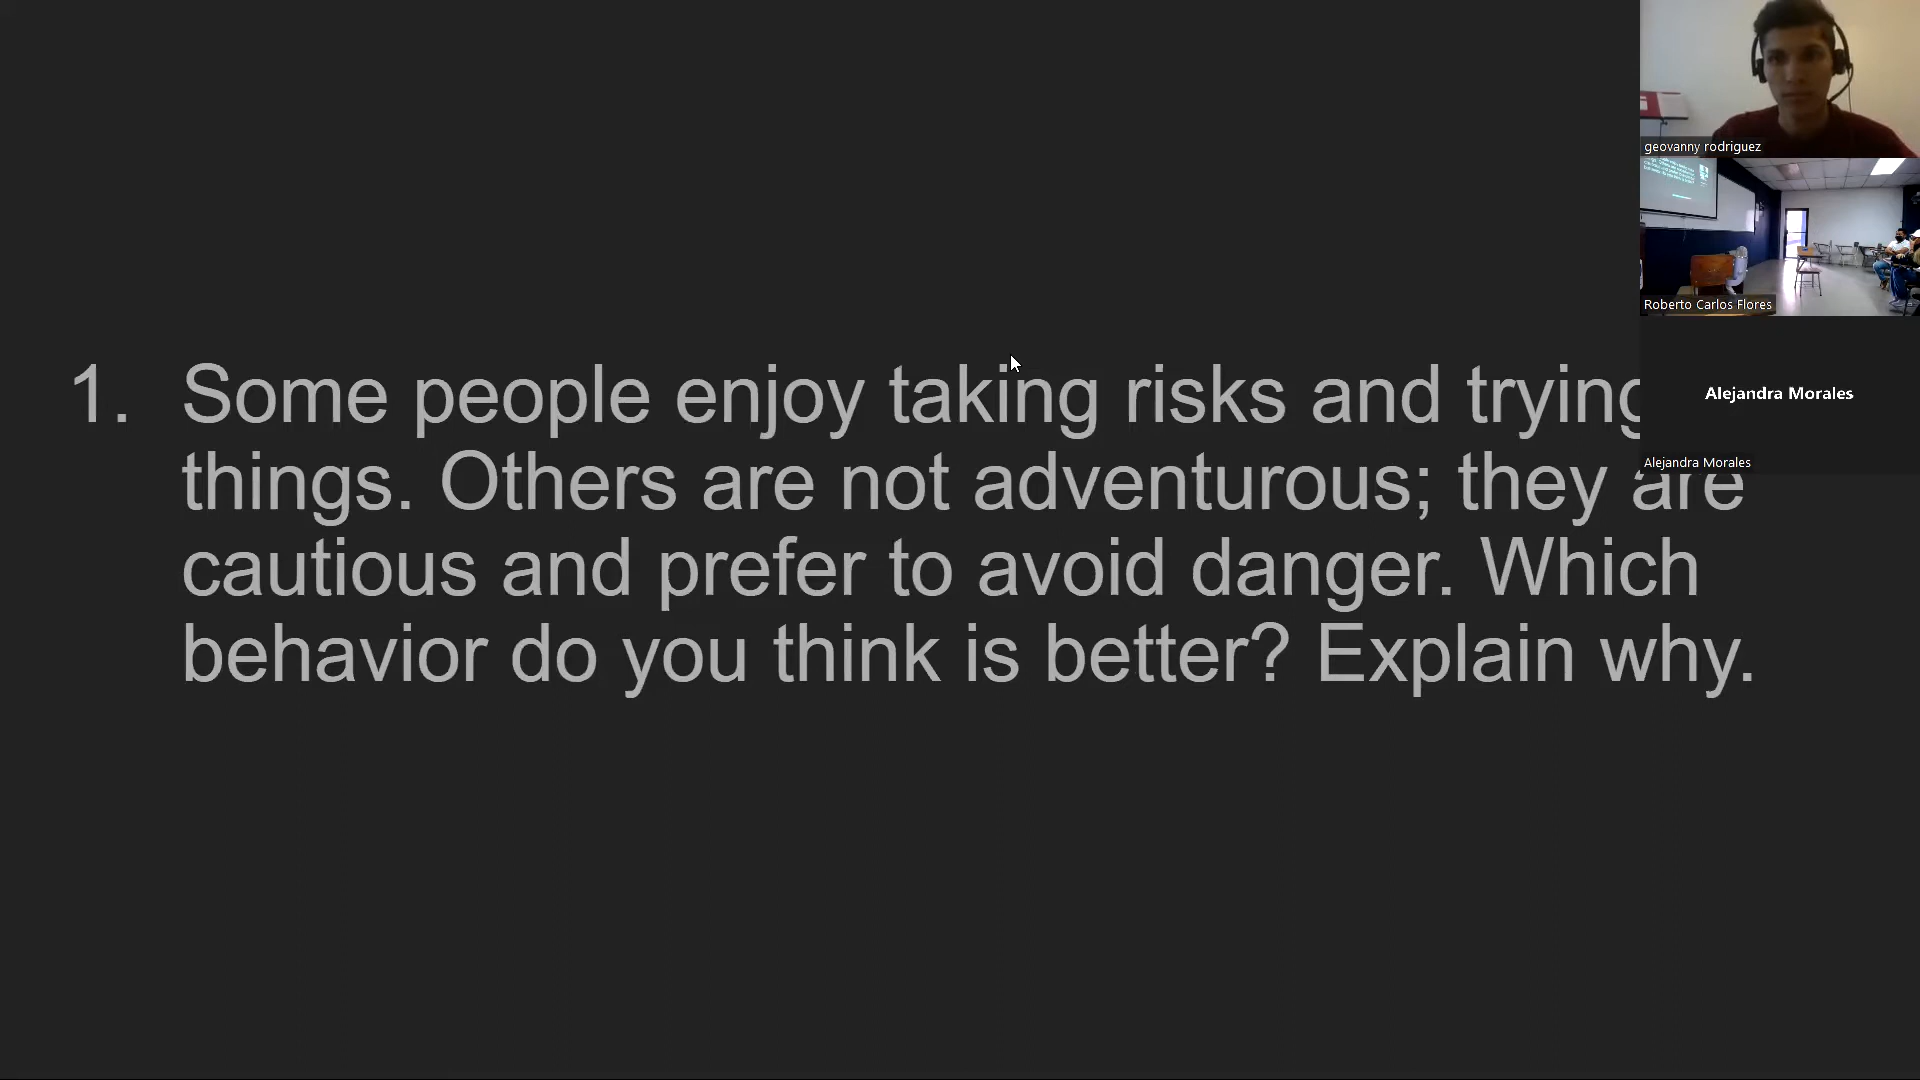 1. Some people enjoy taking risks and trying
things. Others are not adventurous; they are
cautious and prefer to avoid danger. Which
behavior do you think is better? Explain why.
geovanny rodriguez
Roberto Carlos Flores
Alejandra Morales
Alejandra Morales